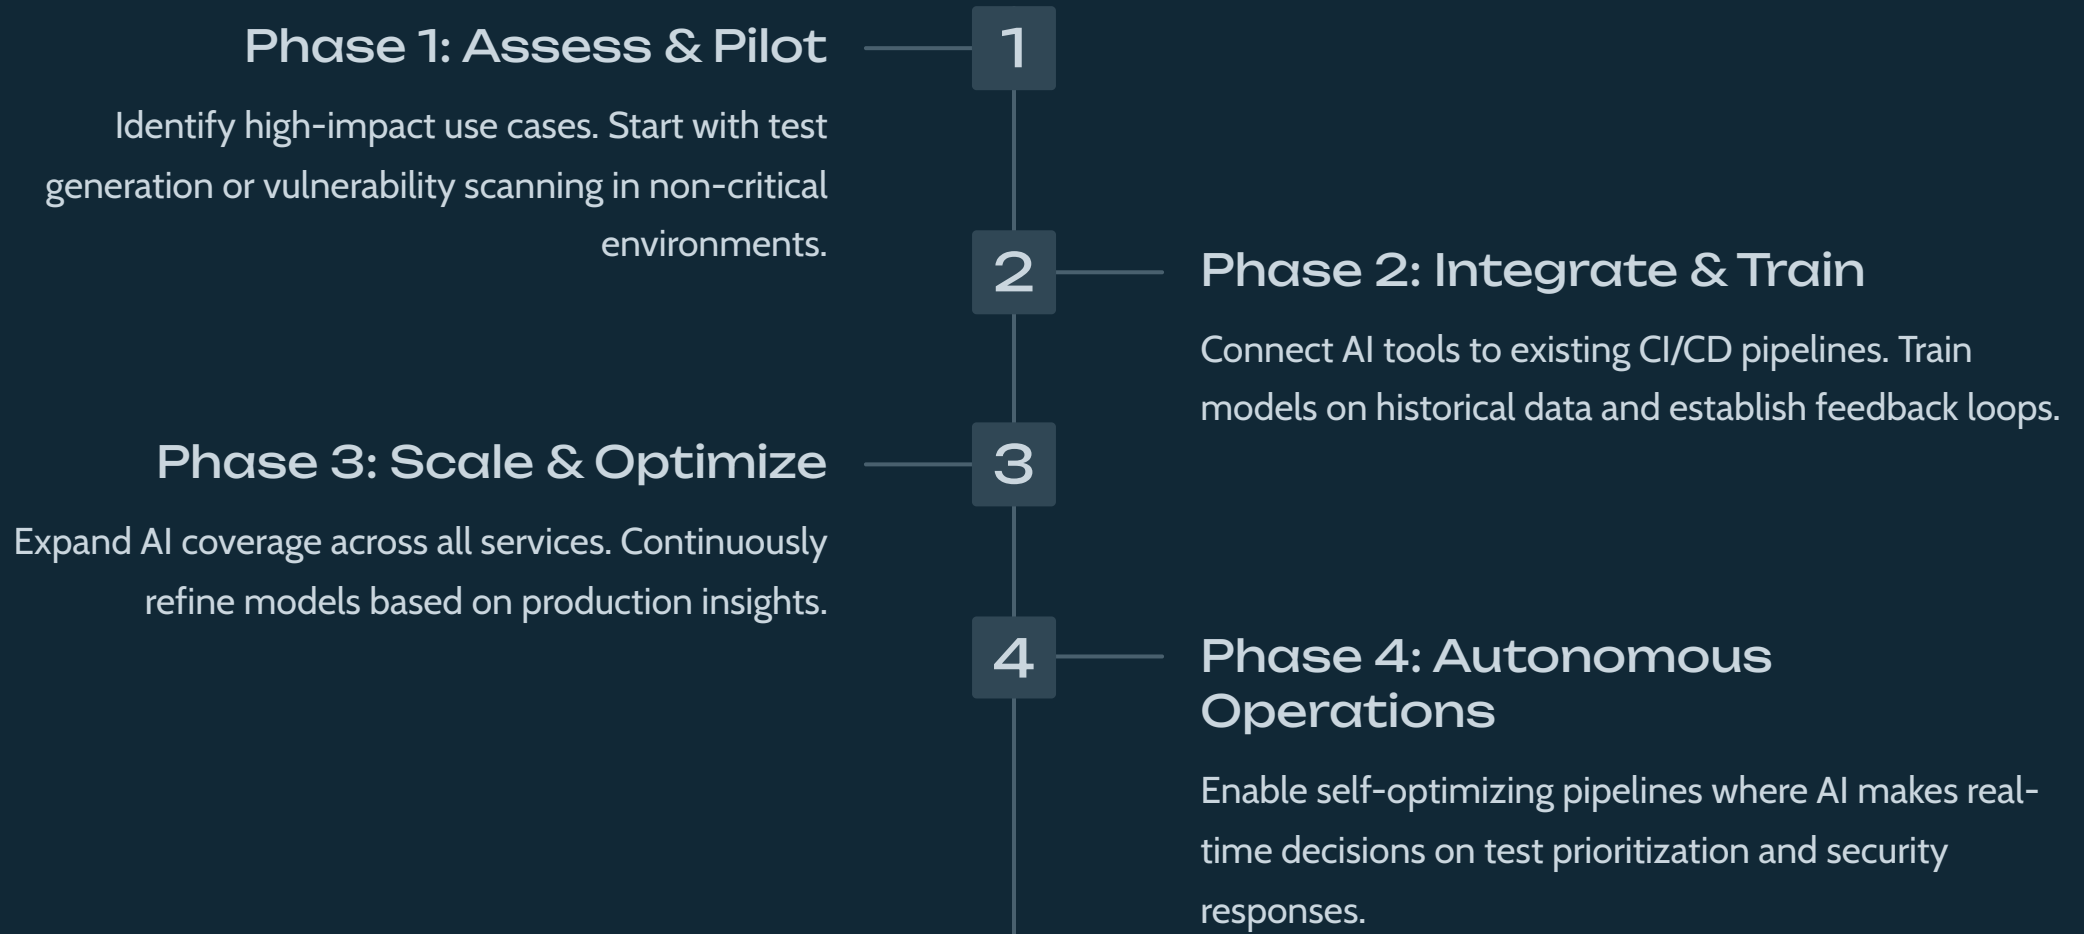 Phase 1: Assess & Pilot
1
Identify high-impact use cases. Start with test
generation or vulnerability scanning in non-critical
environments.
2
Phase 2: Integrate & Train
Connect AI tools to existing CI/CD pipelines. Train
models on historical data and establish feedback loops.
Phase 3: Scale & Optimize
3
Expand AI coverage across all services. Continuously
refine models based on production insights.
4
Phase 4: Autonomous
Operations
Enable self-optimizing pipelines where AI makes real-
time decisions on test prioritization and security
responses.